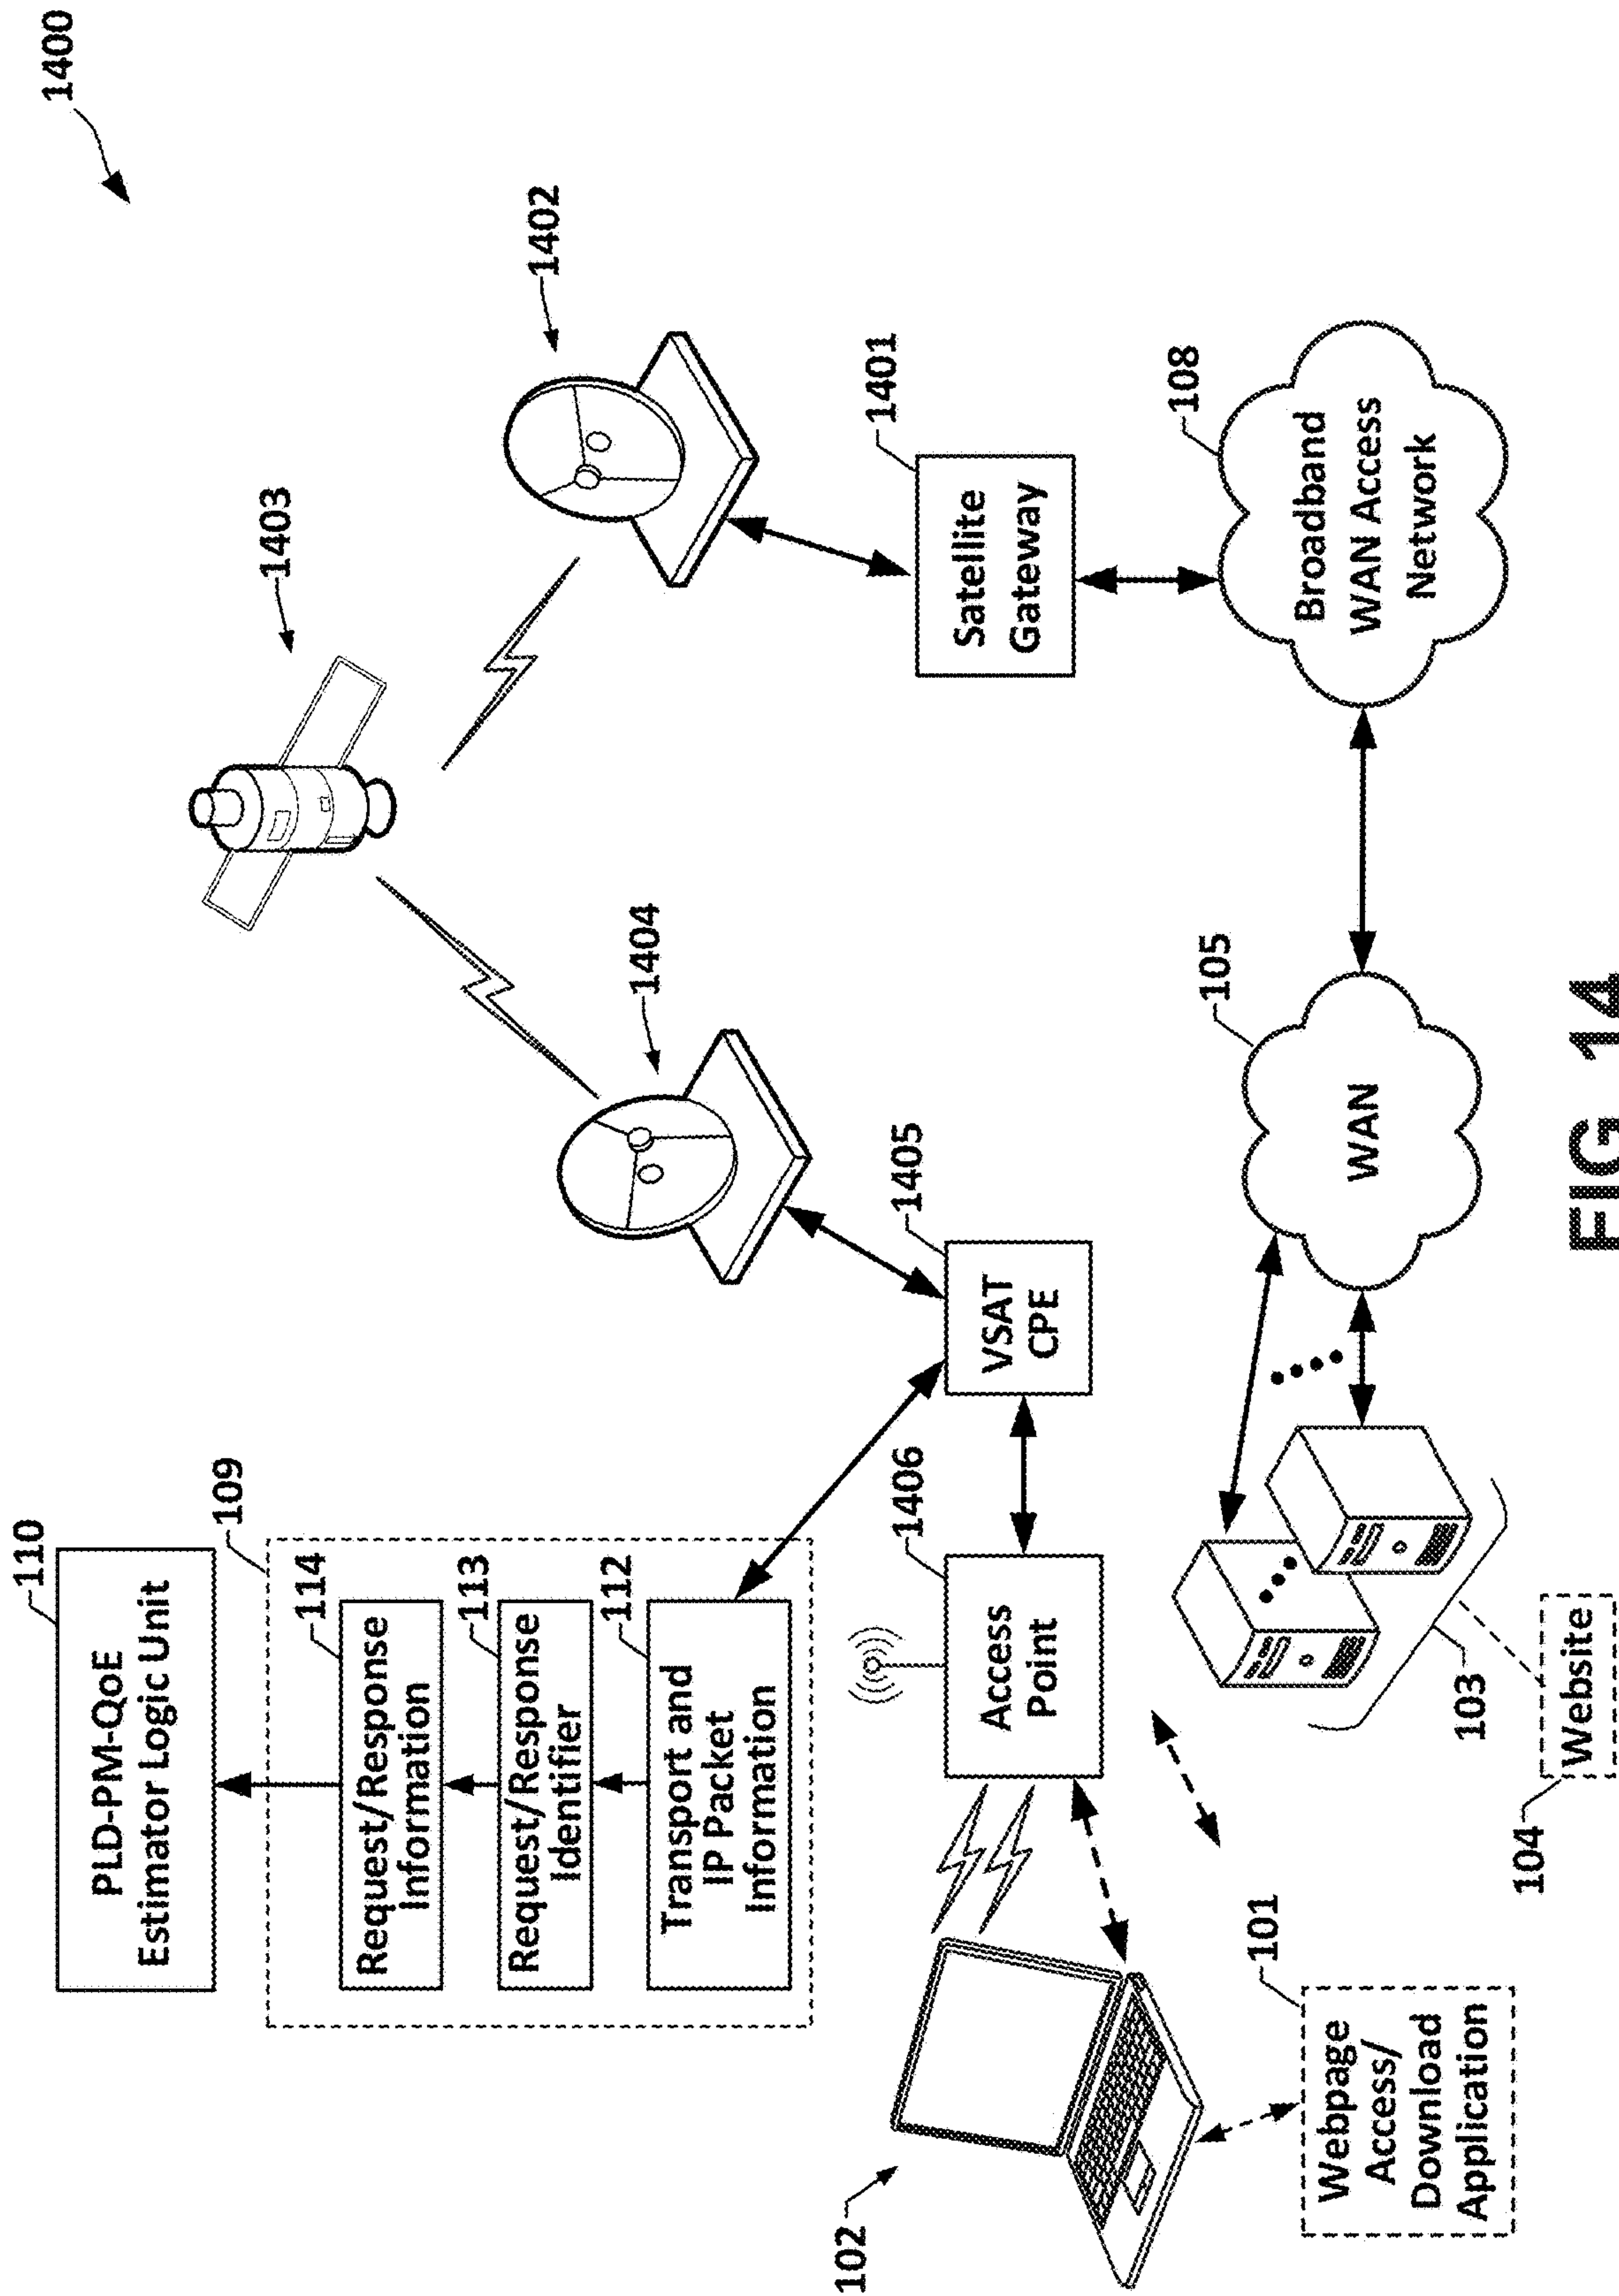 1400
110
PLD-PM-QoE
Estimator Logic Unit
109
114
Request/Response
Information
113
Request/Response
Identifier
112
Transport and
IP Packet
Information
1403
1404
1402
1405
VSAT
CPE
1406
Access
Point
1401
Satellite
Gateway
102
101
Webpage
Access/
Download
Application
103
104
Website
105
WAN
108
Broadband
WAN Access
Network
FIG 14